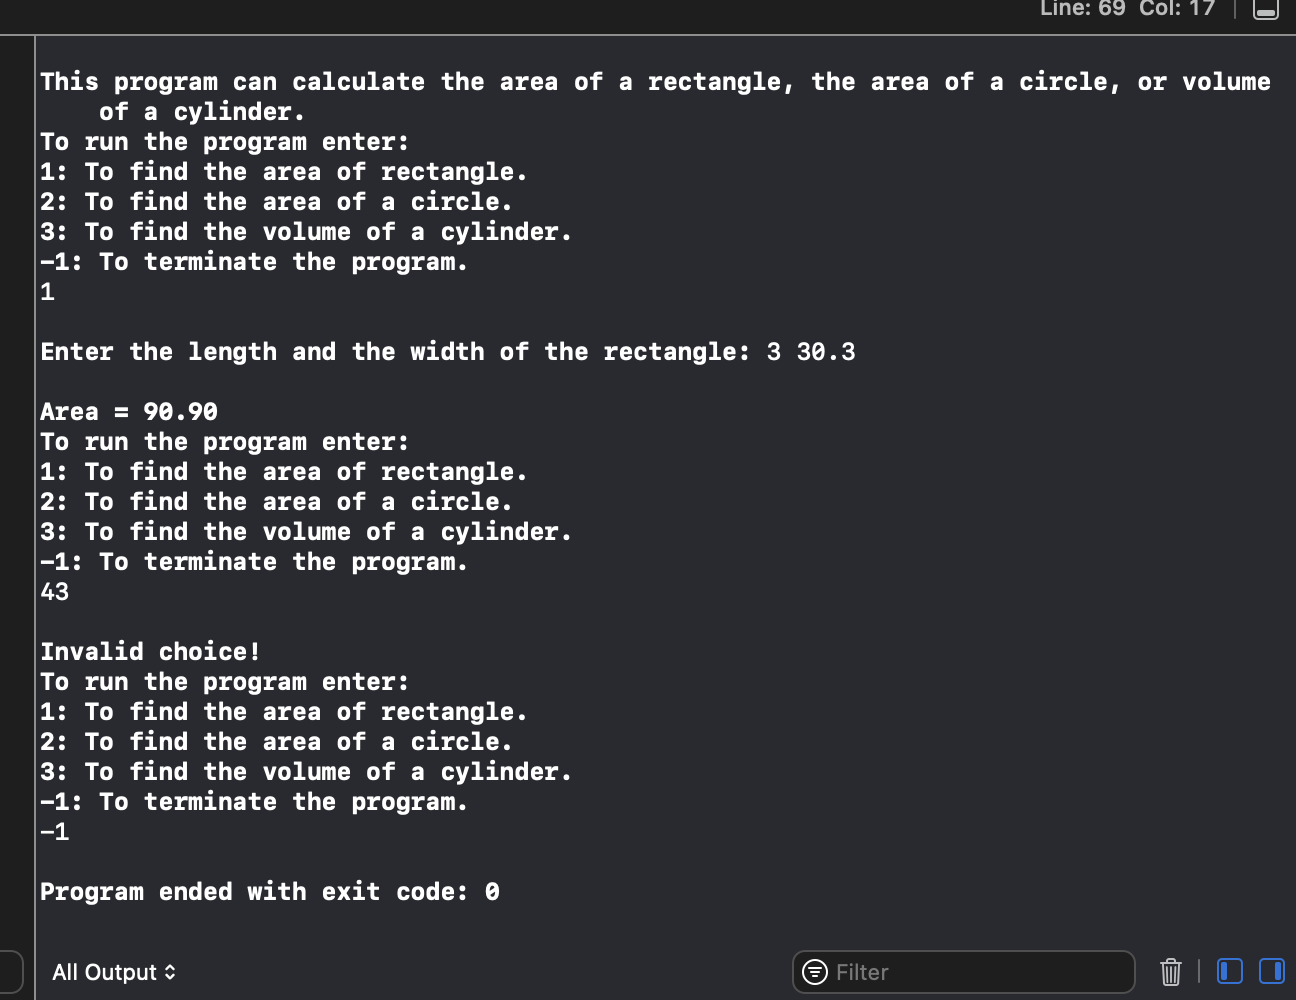 Line: 69 Col: 17
This program can calculate the area of a rectangle, the area of a circle, or volume
of a cylinder.
To run the program enter:
1: To find the area of rectangle.
2: To find the area of a circle.
3: To find the volume of a cylinder.
-1: To terminate the program.
1
Enter the length and the width of the rectangle: 3 30.3
Area = 90.90
To run the program enter:
1: To find the area of rectangle.
2: To find the area of a circle.
3: To find the volume of a cylinder.
-1: To terminate the program.
43
Invalid choice!
To run the program enter:
1: To find the area of rectangle.
2: To find the area of a circle.
3: To find the volume of a cylinder.
-1: To terminate the program.
-1
Program ended with exit code: 0
All Output
Filter